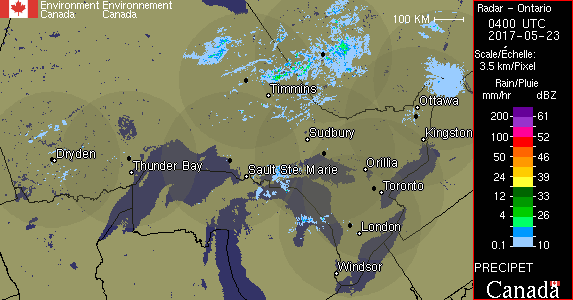 Environment Environnement
Canada Canada
100 KM
Timmins
Ottawa
Sudbury
Kingston
Dryden
Thunder Bay
Sault Ste. Marie
Orillia
Toronto
London
Windsor
Radar - Ontario
0400 UTC
2017-05-23
Scale/Échelle:
3.5 km/Pixel
Rain/Pluie
mm/hr dBZ
200 61
100 52
50 46
24 39
12 33
4 26
0.1 10
PRECIPET
Canada